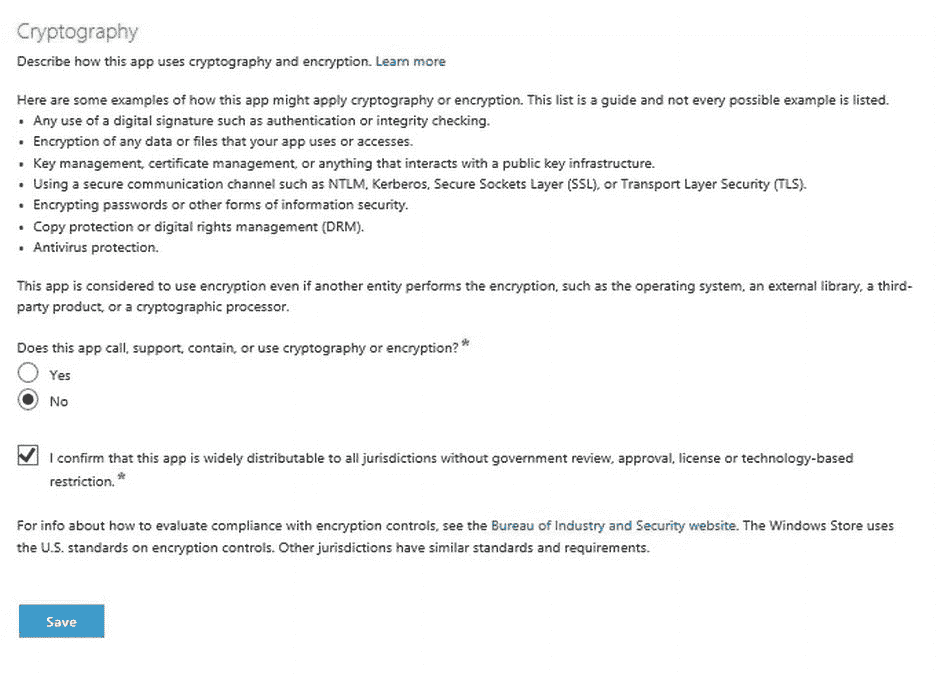 Cryptography
Describe how this app uses cryptography and encryption. Learn more
Here are some examples of how this app might apply cryptography or encryption. This list is a guide and not every possible example is listed.
• Any use of a digital signature such as authentication or integrity checking.
• Encryption of any data or files that your app uses or accesses.
• Key management, certificate management, or anything that interacts with a public key infrastructure.
• Using a secure communication channel such as NTLM, Kerberos, Secure Sockets Layer (SSL), or Transport Layer Security (TLS).
• Encrypting passwords or other forms of information security.
• Copy protection or digital rights management (DRM).
• Antivirus protection.
This app is considered to use encryption even if another entity performs the encryption, such as the operating system, an external library, a third-
party product, or a cryptographic processor.
Does this app call, support, contain, or use cryptography or encryption? *
Yes
No
I confirm that this app is widely distributable to all jurisdictions without government review, approval, license or technology-based
restriction. *
For info about how to evaluate compliance with encryption controls, see the Bureau of Industry and Security website. The Windows Store uses
the U.S. standards on encryption controls. Other jurisdictions have similar standards and requirements.
Save